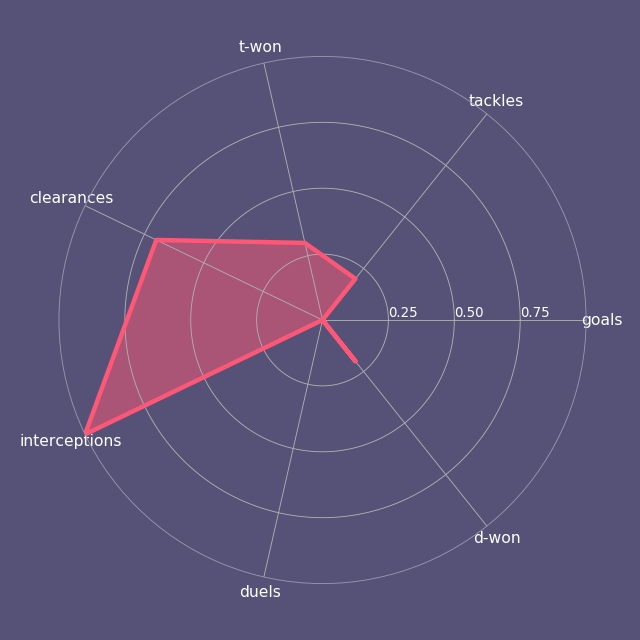 t-won
tackles
clearances
0.25 0.50 0.75
goals
interceptions
d-won
duels